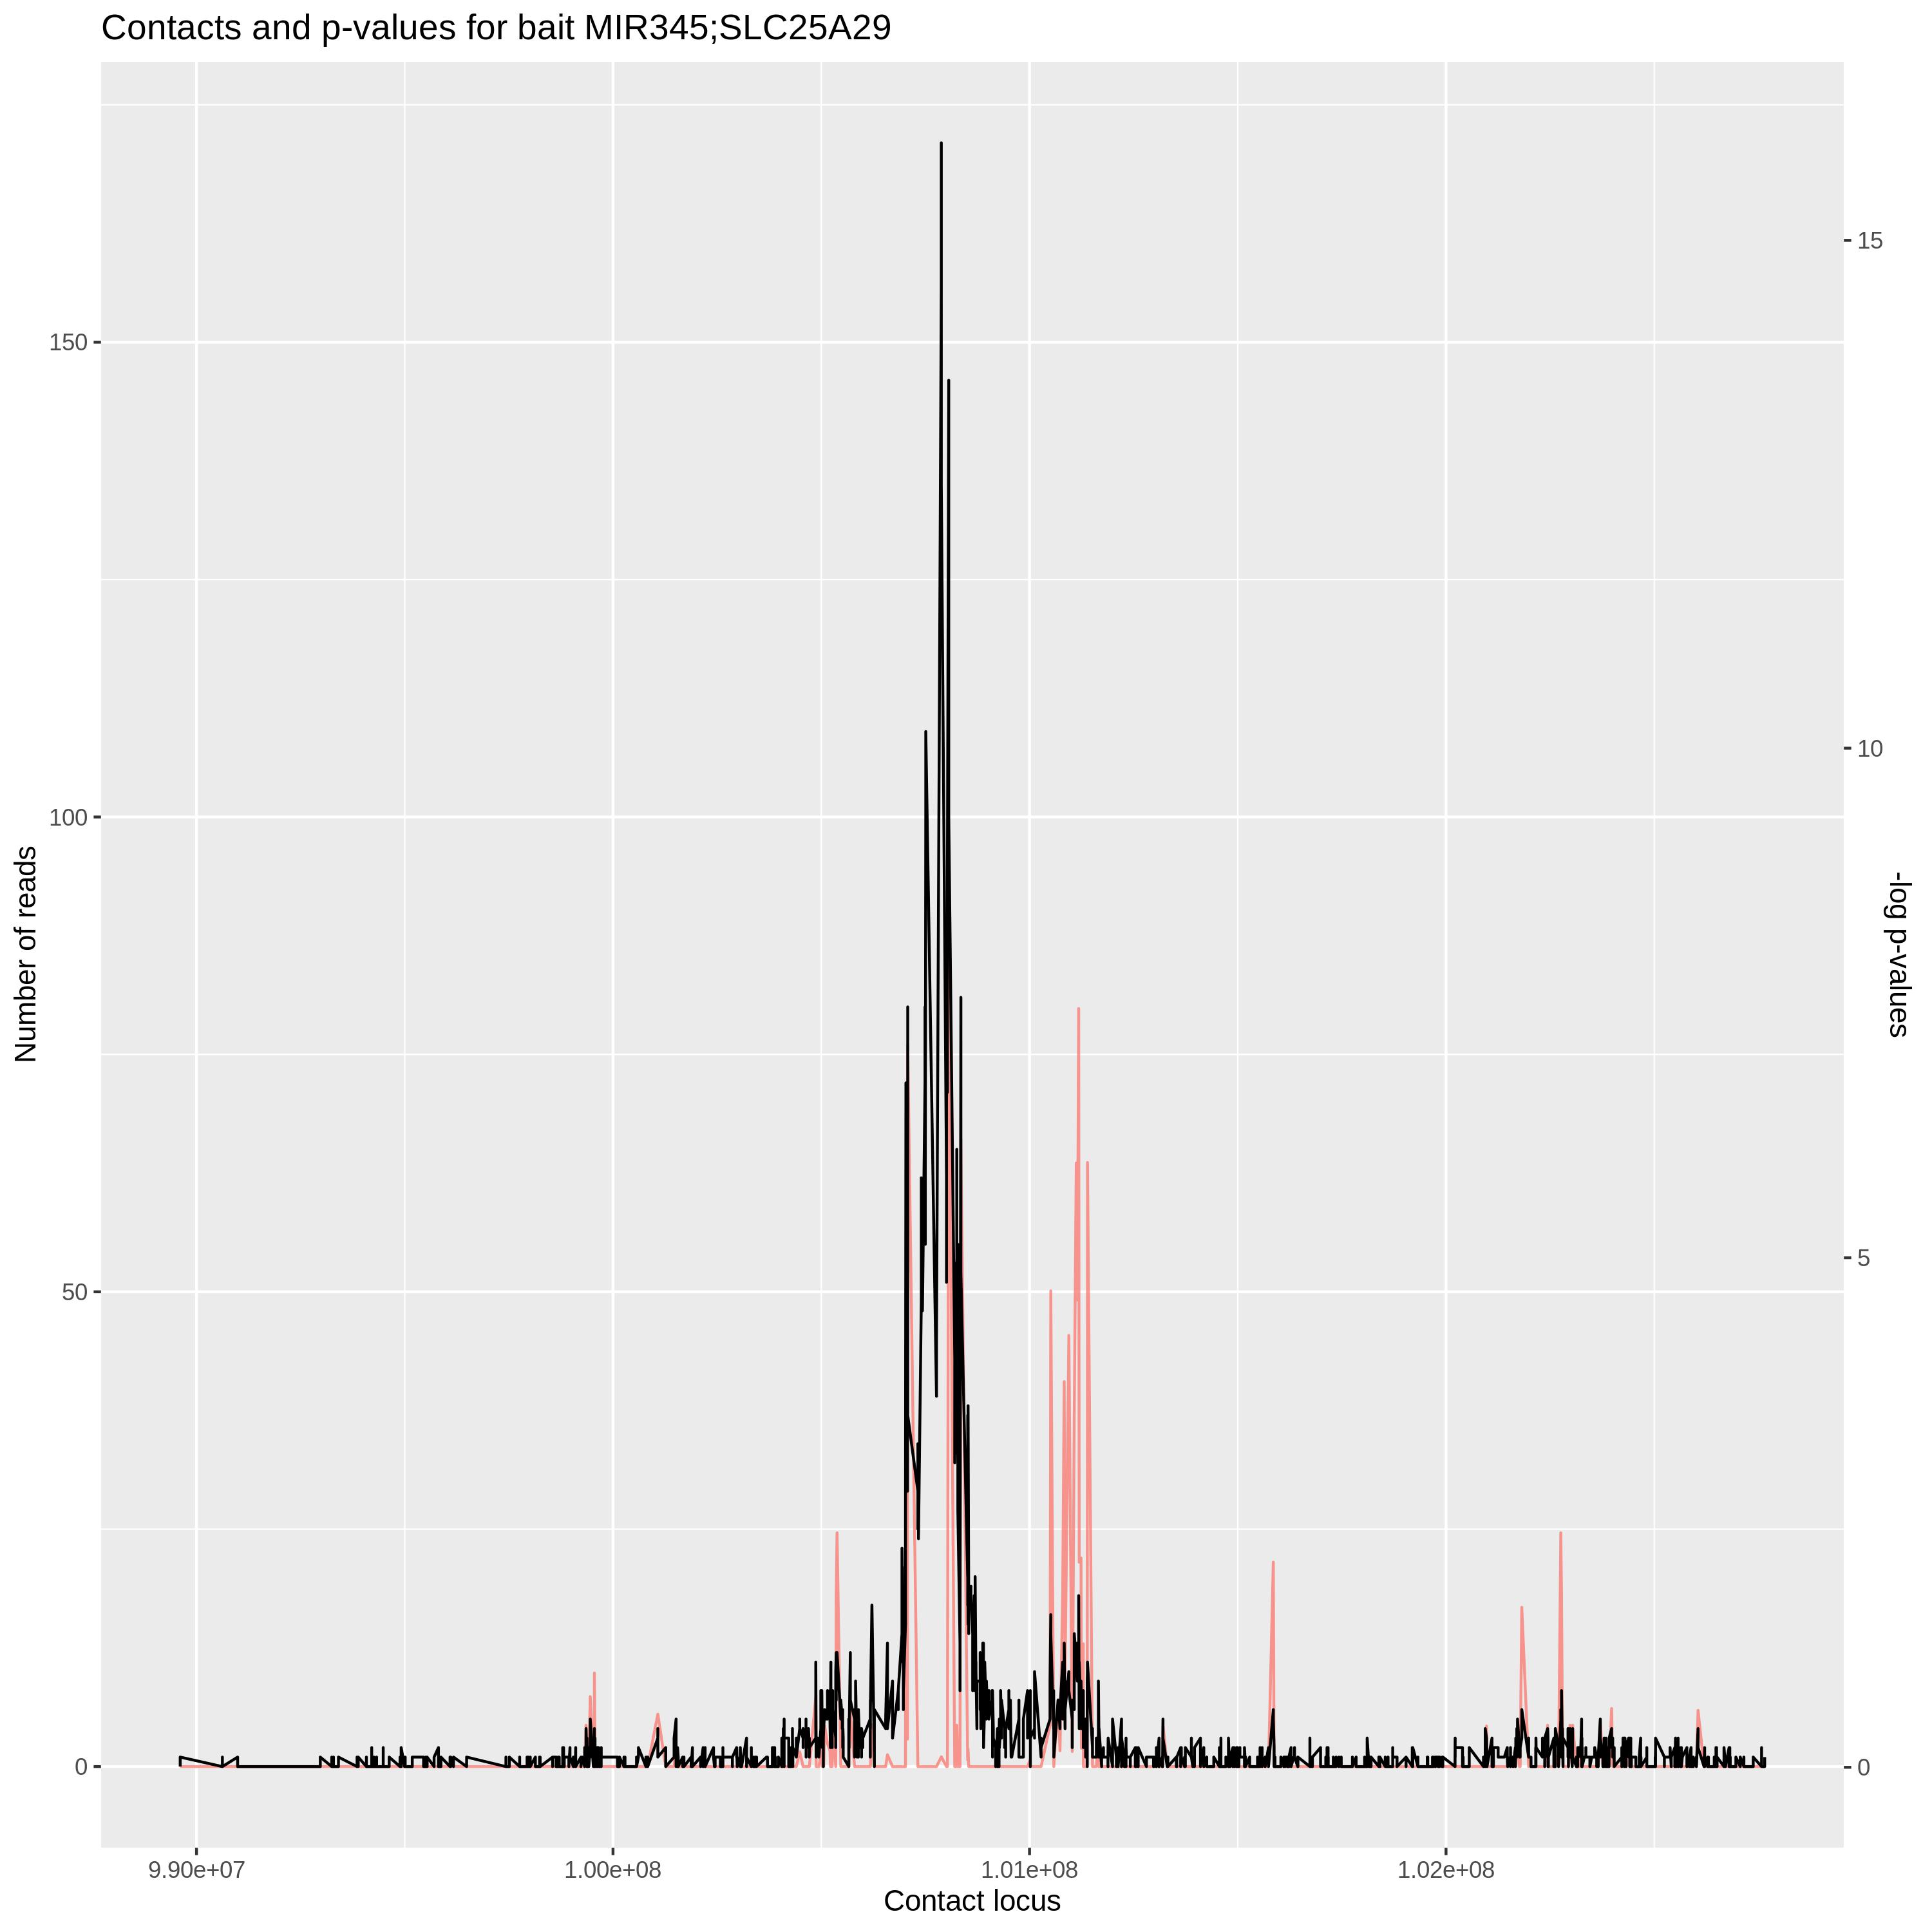 Contacts and p-values for bait MIR345;SLC25A29
Number of reads
150
100
50
0
15
10
5
0
-log p-values
9.90e+07
1.00e+08
1.01e+08
1.02e+08
Contact locus